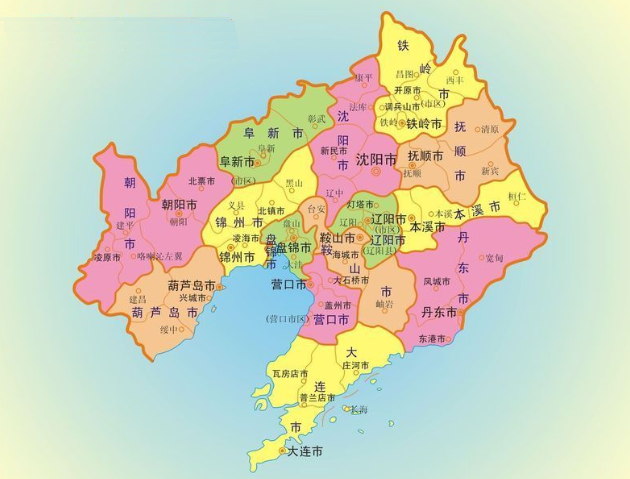 铁岭市
昌图
西丰
开原市
调兵山市
(市区)
铁岭
铁岭市
康平
法库
沈阳市
新民市
沈阳市
辽中
抚顺市
清原
抚顺市
抚顺
新宾
彰武
阜新市
阜新
阜新市
(市区)
朝阳市
北票市
朝阳市
朝阳
建平
凌原市
喀喇沁左翼
黑山
义县
北镇市
锦州市
凌海市
锦州市
台安
盘山
盘锦市
盘锦市
大洼
灯塔市
辽阳
辽阳市
(市区)
辽阳市
(辽阳县)
本溪
本溪市
本溪市
桓仁
鞍山市
鞍山市
海城市
大石桥市
岫岩
丹东市
宽甸
凤城市
丹东市
东港市
葫芦岛市
兴城市
建昌
葫芦岛市
绥中
营口市
盖州市
(营口市区)
营口市
大连市
庄河市
瓦房店市
普兰店市
长海
大连市